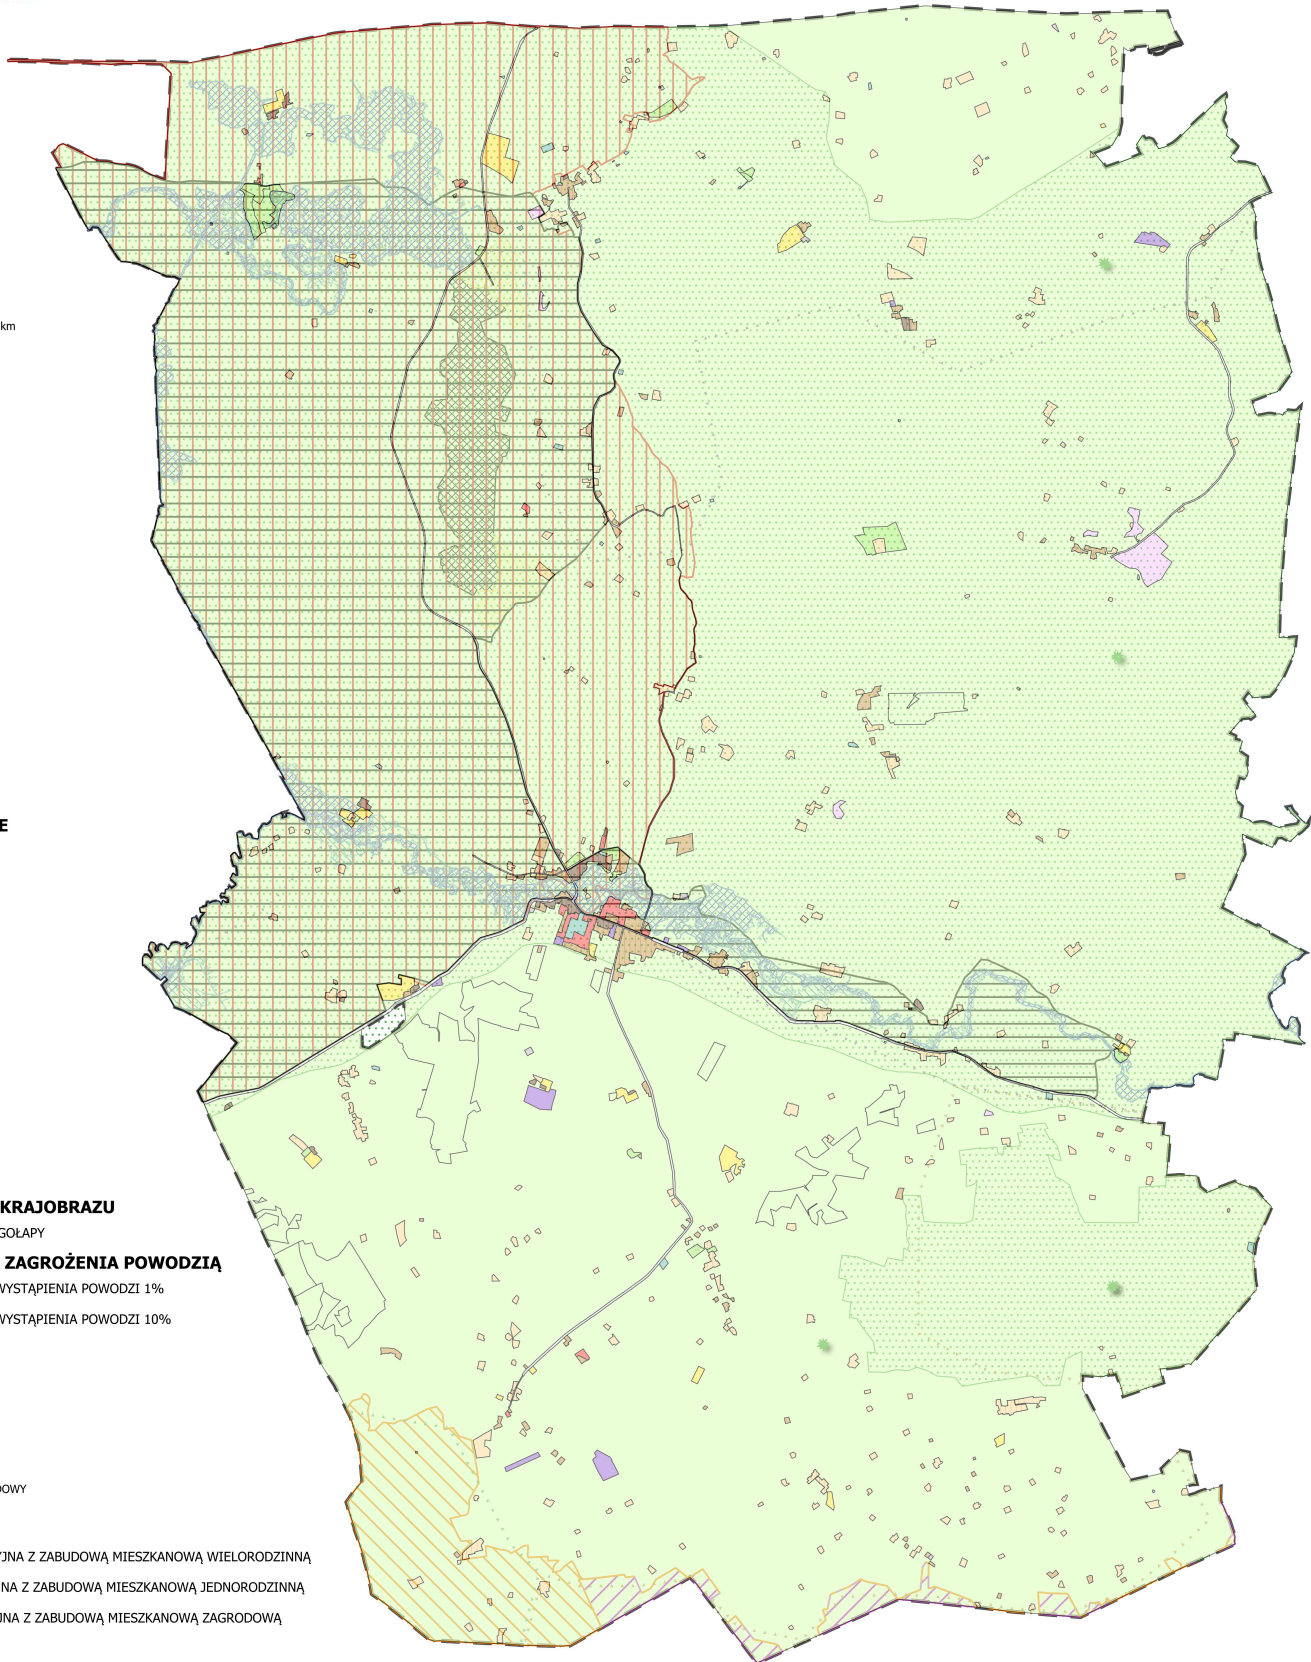 km
E
KRAJOBRAZU
GOŁAPY
ZAGROŻENIA POWODZIĄ
WYSTĄPIENIA POWODZI 1%
WYSTĄPIENIA POWODZI 10%
DOWY
YJNA Z ZABUDOWĄ MIESZKANOWĄ WIELORODZINNĄ
JNA Z ZABUDOWĄ MIESZKANOWĄ JEDNORODZINNĄ
YJNA Z ZABUDOWĄ MIESZKANOWĄ ZAGRODOWĄ